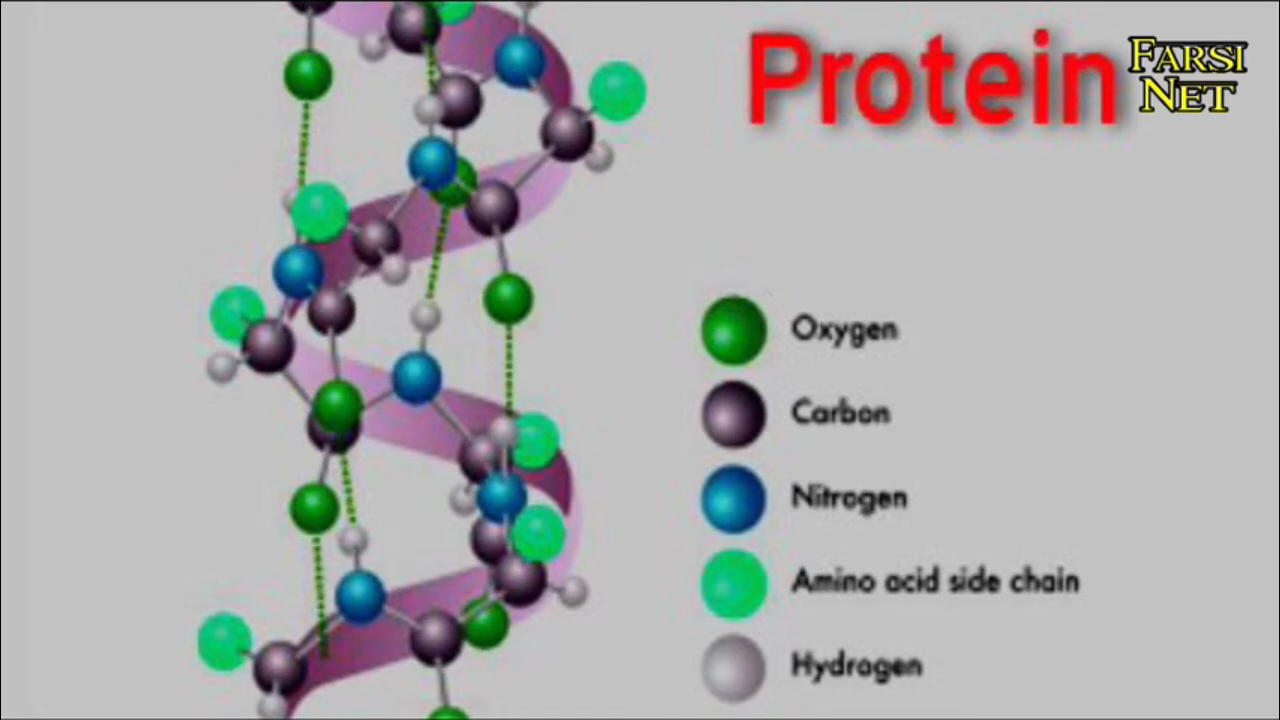 Protein
FARSI
NET
Oxygen
Carbon
Nitrogen
Amino acid side chain
Hydrogen